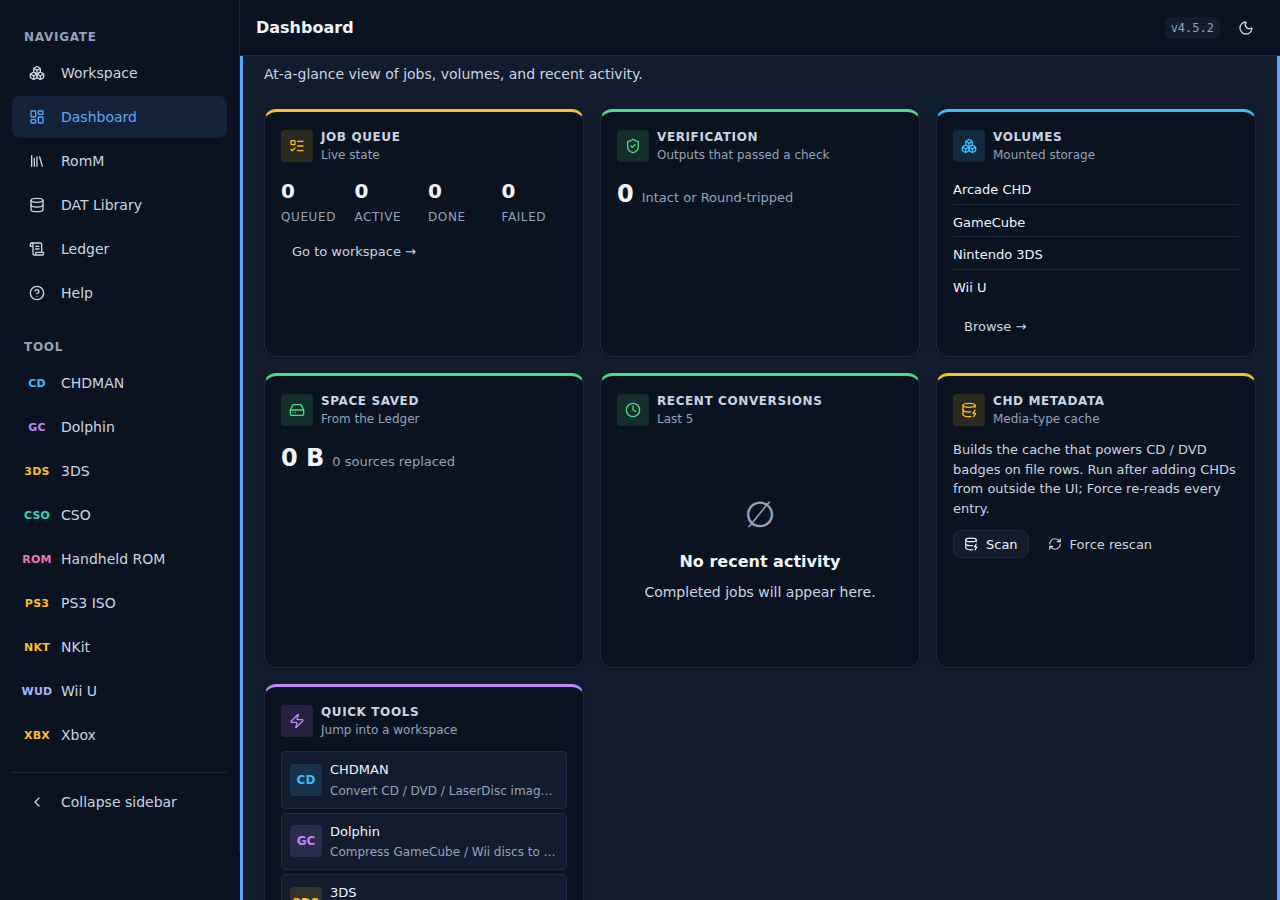 NAVIGATE
Workspace
Dashboard
RomM
DAT Library
Ledger
Help
TOOL
CD CHDMAN
GC Dolphin
3DS 3DS
CSO CSO
ROM Handheld ROM
PS3 PS3 ISO
NKT NKit
WUD Wii U
XBX Xbox
Collapse sidebar
Dashboard
v4.5.2
At-a-glance view of jobs, volumes, and recent activity.
JOB QUEUE
Live state
0 0 0 0
QUEUED ACTIVE DONE FAILED
Go to workspace →
VERIFICATION
Outputs that passed a check
0 Intact or Round-tripped
VOLUMES
Mounted storage
Arcade CHD
GameCube
Nintendo 3DS
Wii U
Browse →
SPACE SAVED
From the Ledger
0 B 0 sources replaced
RECENT CONVERSIONS
Last 5
∅
No recent activity
Completed jobs will appear here.
CHD METADATA
Media-type cache
Builds the cache that powers CD / DVD
badges on file rows. Run after adding CHDs
from outside the UI; Force re-reads every
entry.
Scan Force rescan
QUICK TOOLS
Jump into a workspace
CD CHDMAN
Convert CD / DVD / LaserDisc imag…
GC Dolphin
Compress GameCube / Wii discs to …
3DS 3DS